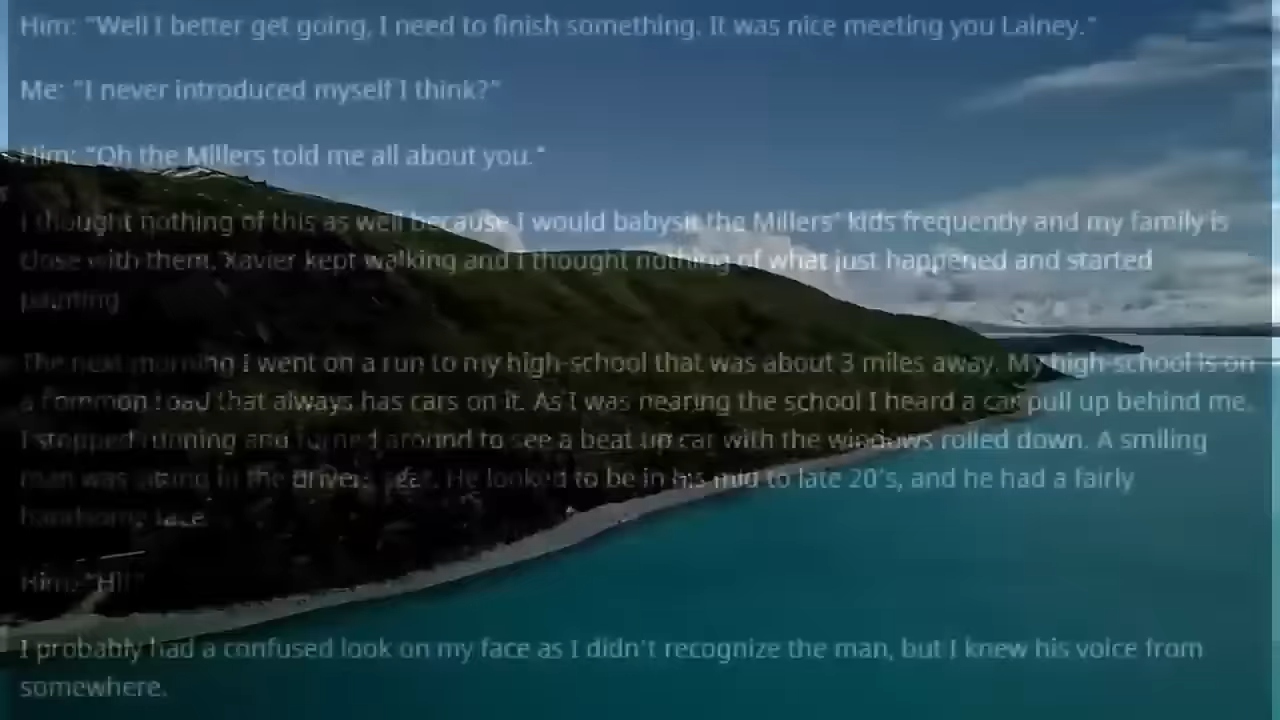 Him: "Well I better get going, I need to finish something. It was nice meeting you Lainey."
Me: "I never introduced myself I think?"
Him: "Oh the Millers told me all about you."
I thought nothing of this as well because I would babysit the Millers' kids frequently and my family is
close with them. Xavier kept walking and I thought nothing of what just happened and started
painting
The next morning I went on a run to my high-school that was about 3 miles away. My high-school is on
a common road that always has cars on it. As I was nearing the school I heard a car pull up behind me.
I stopped running and turned around to see a beat up car with the windows rolled down. A smiling
man was sitting in the drivers seat. He looked to be in his mid to late 20's, and he had a fairly
handsome face.
Him: "Hi!"
I probably had a confused look on my face as I didn't recognize the man, but I knew his voice from
somewhere.